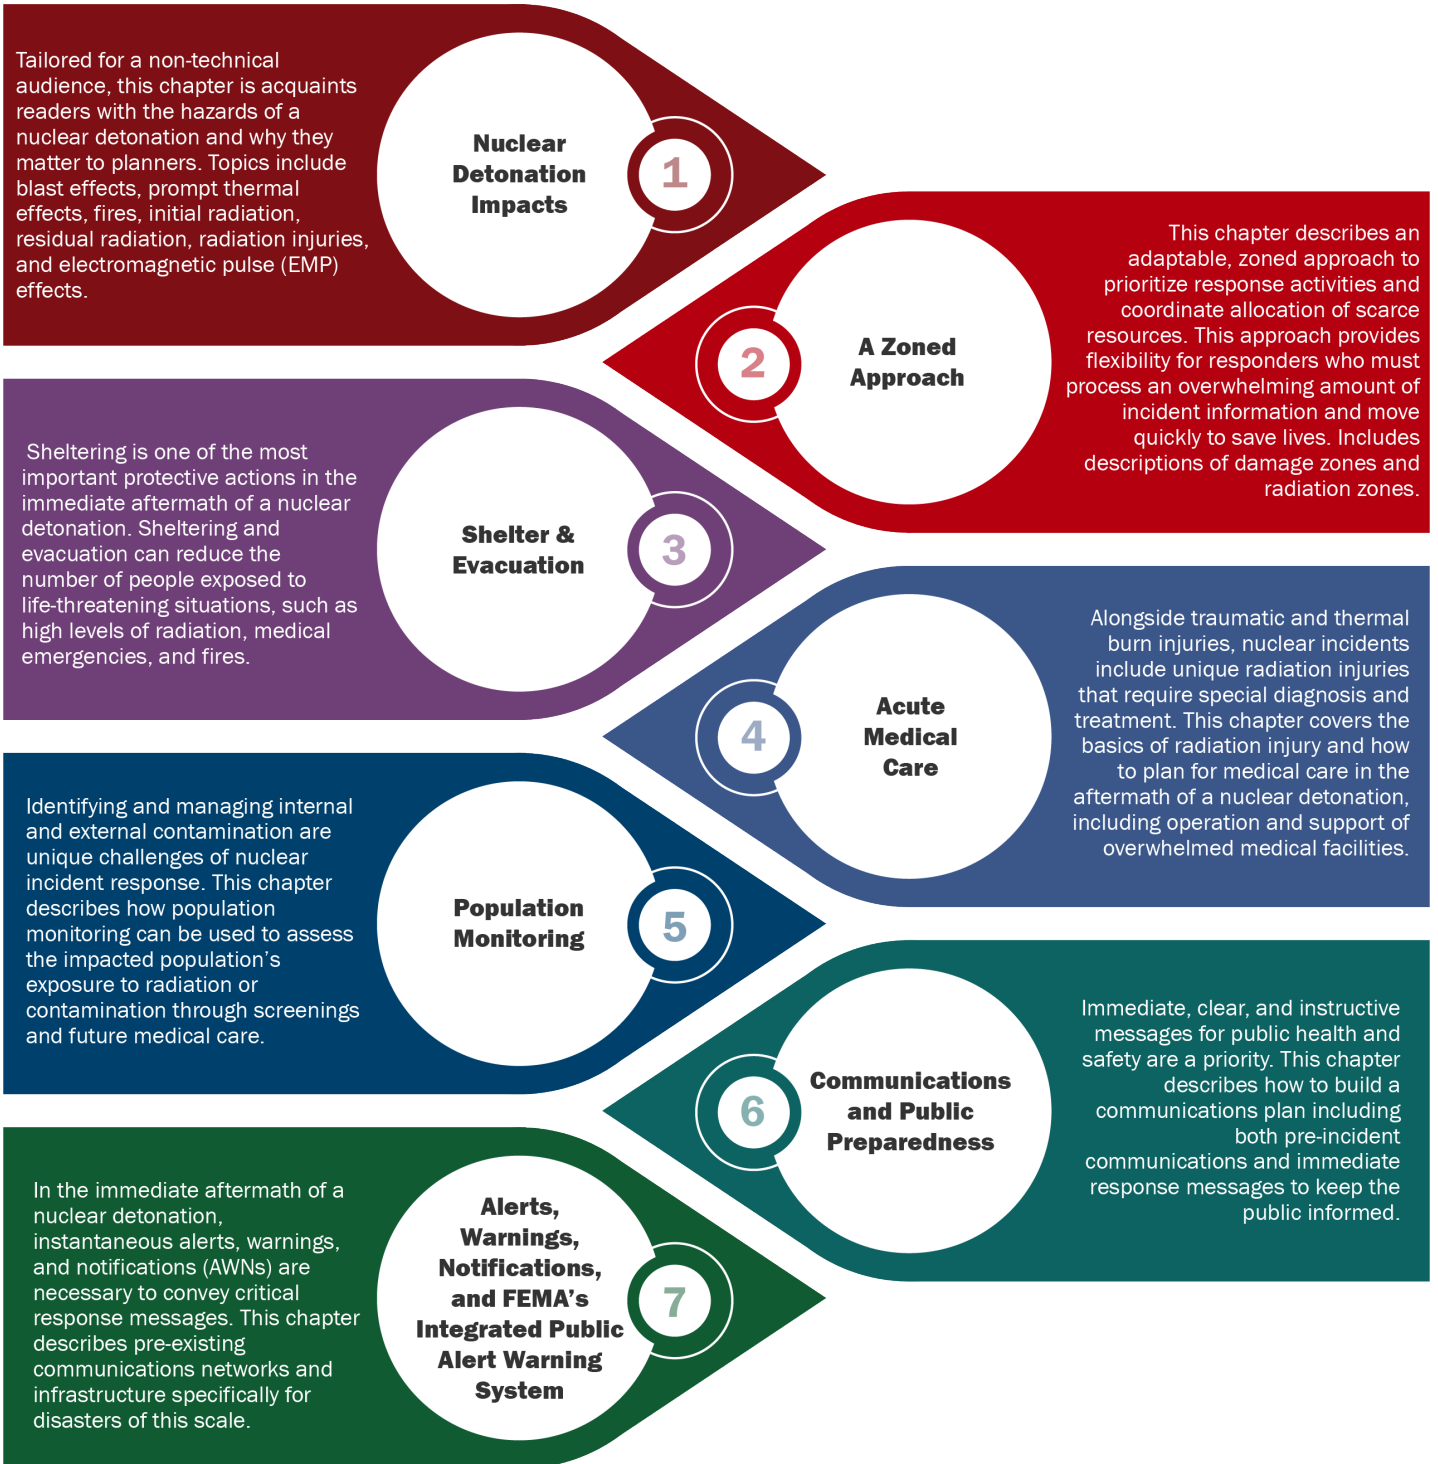 Tailored for a non-technical
audience, this chapter is acquaints
readers with the hazards of a
nuclear detonation and why they
matter to planners. Topics include
blast effects, prompt thermal
effects, fires, initial radiation,
residual radiation, radiation injuries,
and electromagnetic pulse (EMP)
effects.
Nuclear
Detonation
Impacts
1
2
A Zoned
Approach
This chapter describes an
adaptable, zoned approach to
prioritize response activities and
coordinate allocation of scarce
resources. This approach provides
flexibility for responders who must
process an overwhelming amount of
incident information and move
quickly to save lives. Includes
descriptions of damage zones and
radiation zones.
Sheltering is one of the most
important protective actions in the
immediate aftermath of a nuclear
detonation. Sheltering and
evacuation can reduce the
number of people exposed to
life-threatening situations, such as
high levels of radiation, medical
emergencies, and fires.
Shelter &
Evacuation
3
4
Acute
Medical
Care
Alongside traumatic and thermal
burn injuries, nuclear incidents
include unique radiation injuries
that require special diagnosis and
treatment. This chapter covers the
basics of radiation injury and how
to plan for medical care in the
aftermath of a nuclear detonation,
including operation and support of
overwhelmed medical facilities.
Identifying and managing internal
and external contamination are
unique challenges of nuclear
incident response. This chapter
describes how population
monitoring can be used to assess
the impacted population’s
exposure to radiation or
contamination through screenings
and future medical care.
Population
Monitoring
5
6
Communications
and Public
Preparedness
Immediate, clear, and instructive
messages for public health and
safety are a priority. This chapter
describes how to build a
communications plan including
both pre-incident
communications and immediate
response messages to keep the
public informed.
In the immediate aftermath of a
nuclear detonation,
instantaneous alerts, warnings,
and notifications (AWNs) are
necessary to convey critical
response messages. This chapter
describes pre-existing
communications networks and
infrastructure specifically for
disasters of this scale.
Alerts,
Warnings,
Notifications,
and FEMA’s
Integrated Public
Alert Warning
System
7